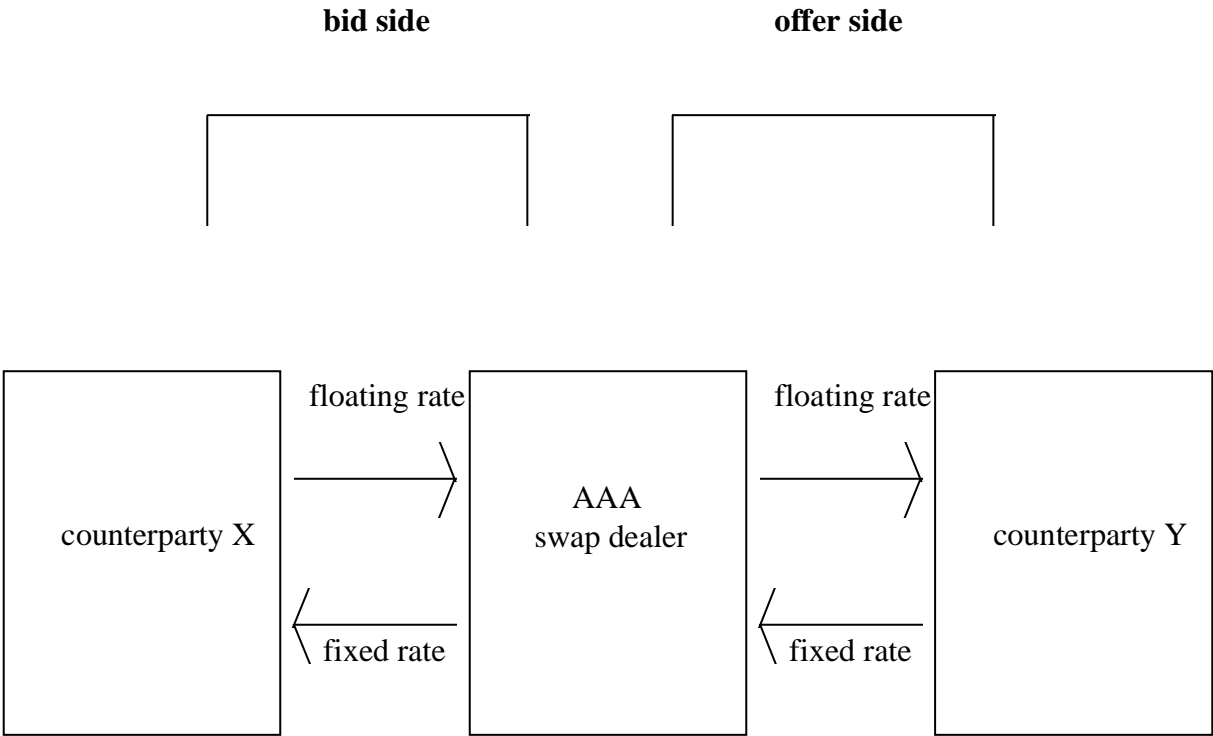 bid side
offer side
floating rate
floating rate
counterparty X
AAA
swap dealer
counterparty Y
fixed rate
fixed rate